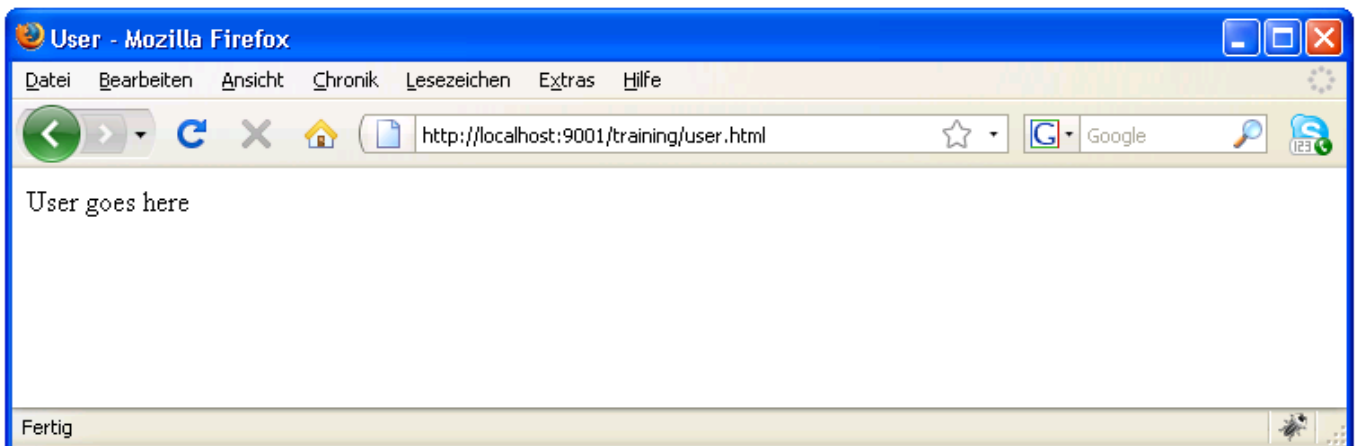 User - Mozilla Firefox
Datei Bearbeiten Ansicht Chronik Lesezeichen Extras Hilfe
http://localhost:9001/training/user.html G Google 123
User goes here
Fertig